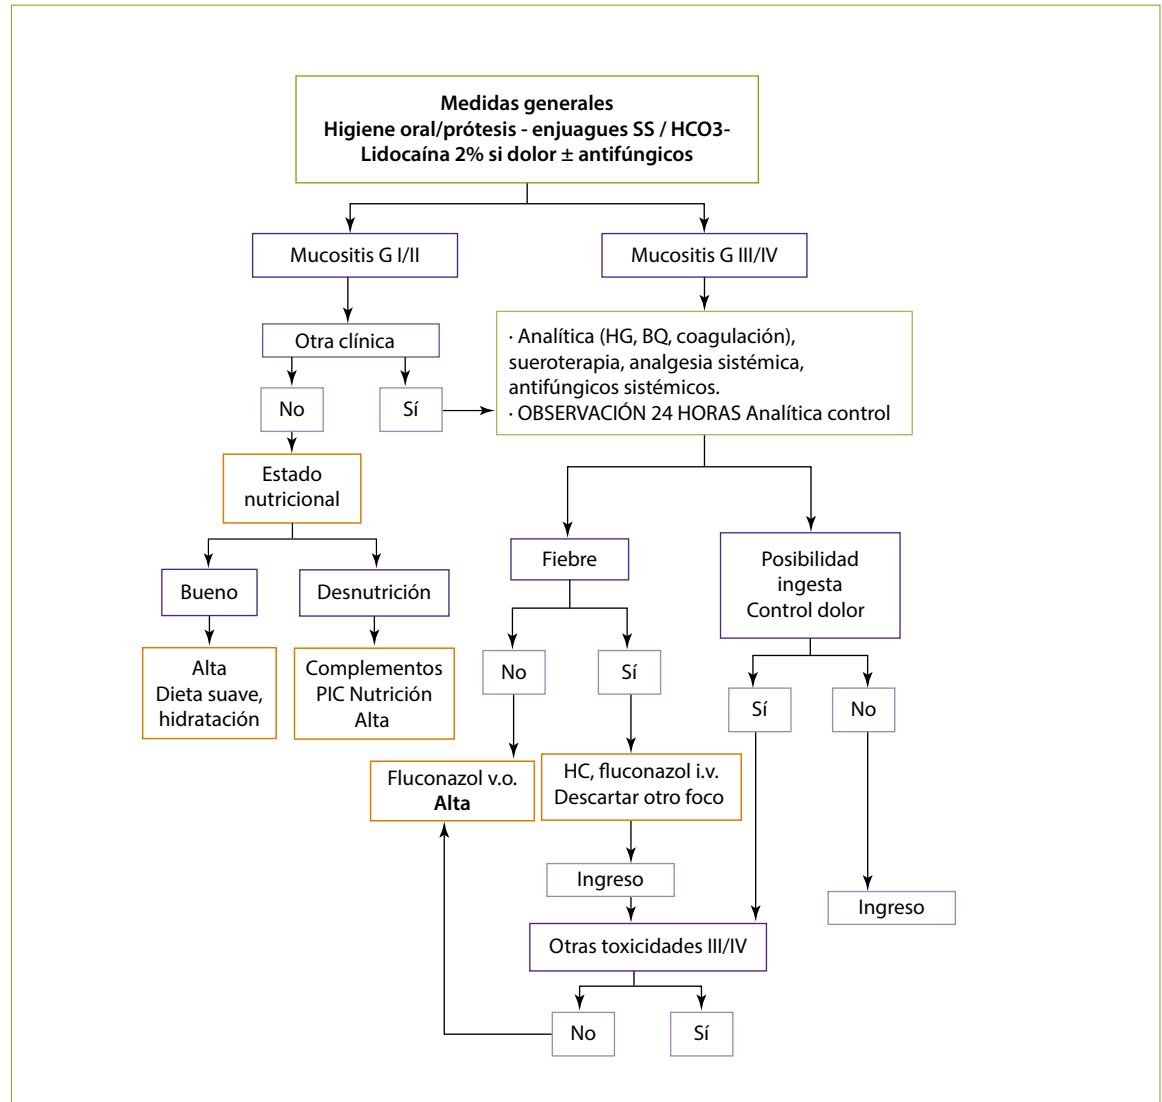 Medidas generales
Higiene oral/prótesis - enjuagues SS / HCO3-
Lidocaína 2% si dolor ± antifúngicos
Mucositis G I/II
Mucositis G III/IV
Otra clínica
· Analítica (HG, BQ, coagulación),
sueroterapia, analgesia sistémica,
antifúngicos sistémicos.
· OBSERVACIÓN 24 HORAS Analítica control
No
Sí
Estado
nutricional
Bueno
Desnutrición
Alta
Dieta suave,
hidratación
Complementos
PIC Nutrición
Alta
Fiebre
Posibilidad
ingesta
Control dolor
No
Sí
Sí
No
Fluconazol v.o.
Alta
HC, fluconazol i.v.
Descartar otro foco
Ingreso
Ingreso
Otras toxicidades III/IV
No
Sí